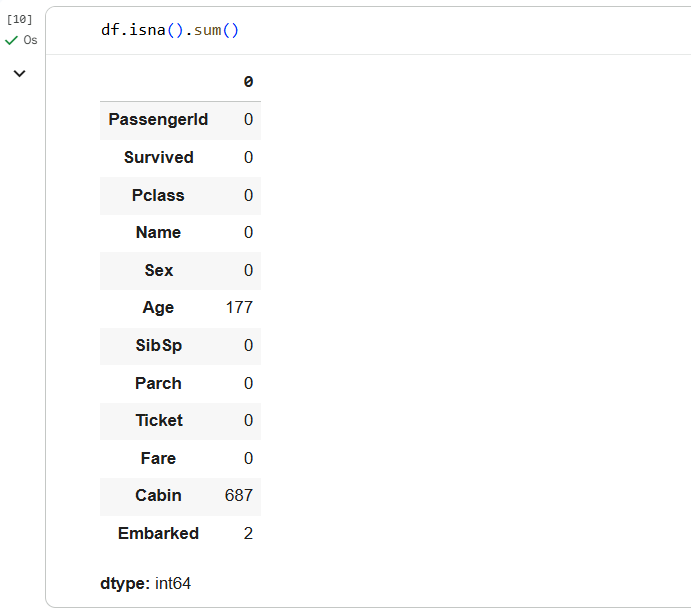 [10]
0s
df.isna().sum()
0
PassengerId 0
Survived 0
Pclass 0
Name 0
Sex 0
Age 177
SibSp 0
Parch 0
Ticket 0
Fare 0
Cabin 687
Embarked 2
dtype: int64